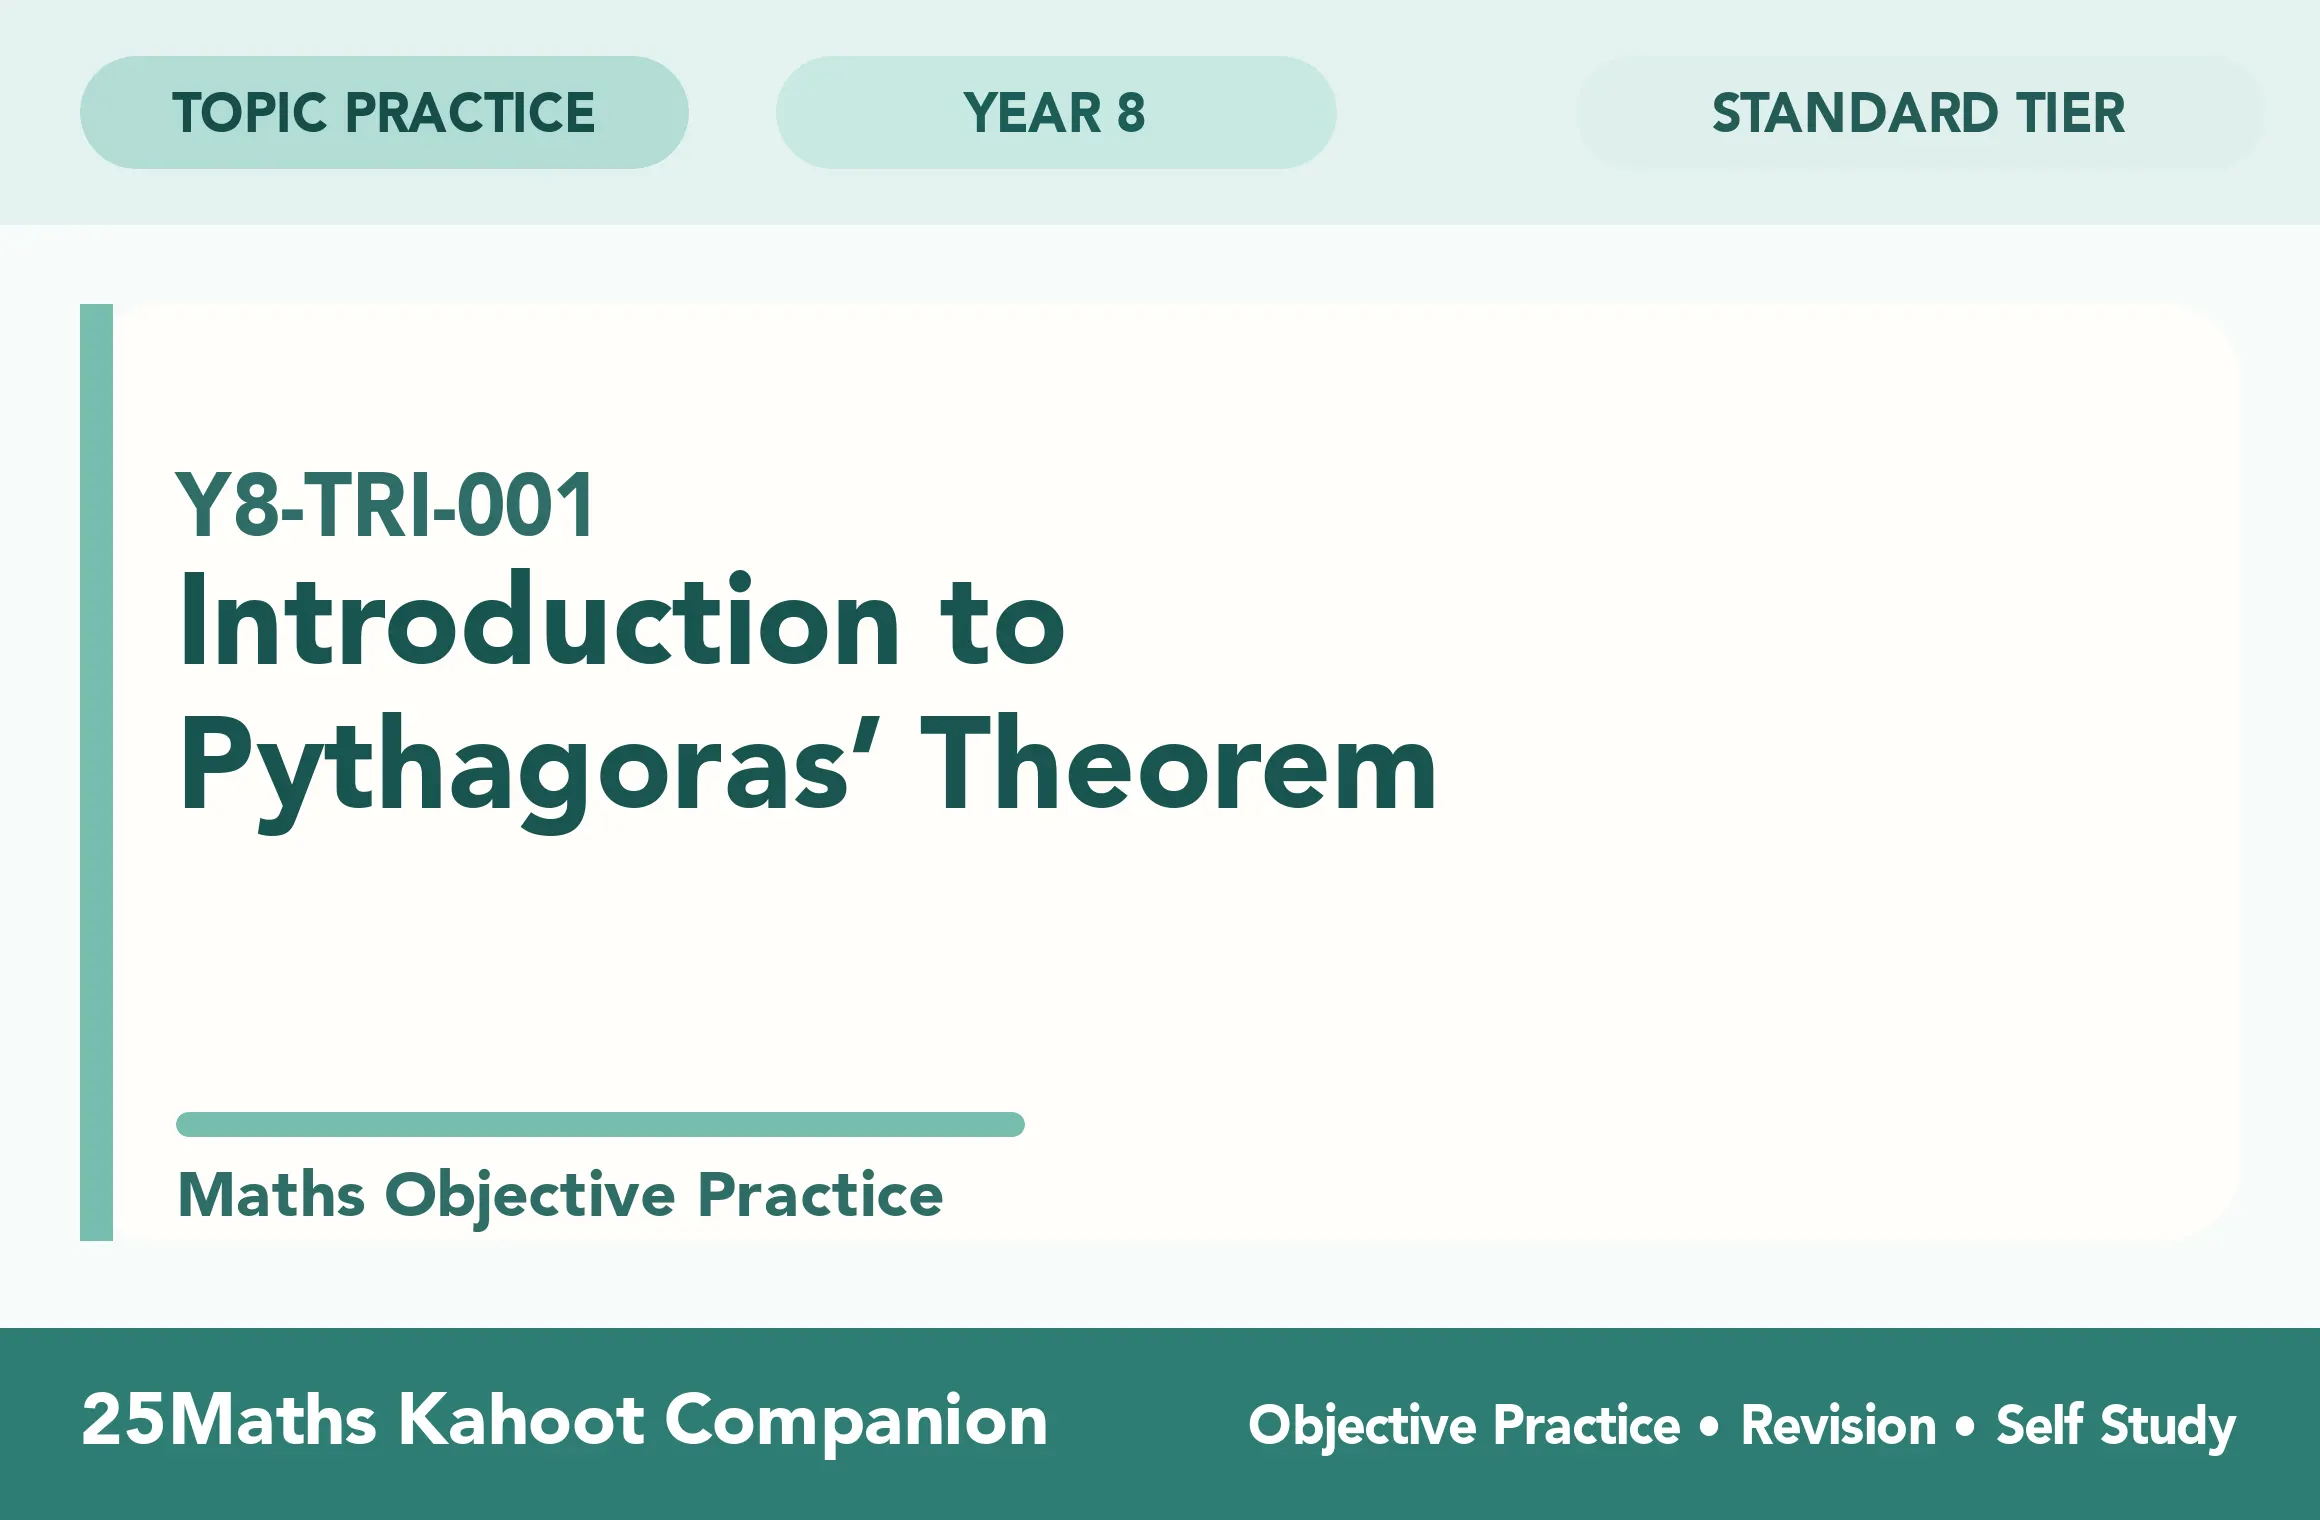 TOPIC PRACTICE
YEAR 8
STANDARD TIER
Y8-TRI-001
Introduction to
Pythagoras’ Theorem
Maths Objective Practice
25Maths Kahoot Companion
Objective Practice • Revision • Self Study